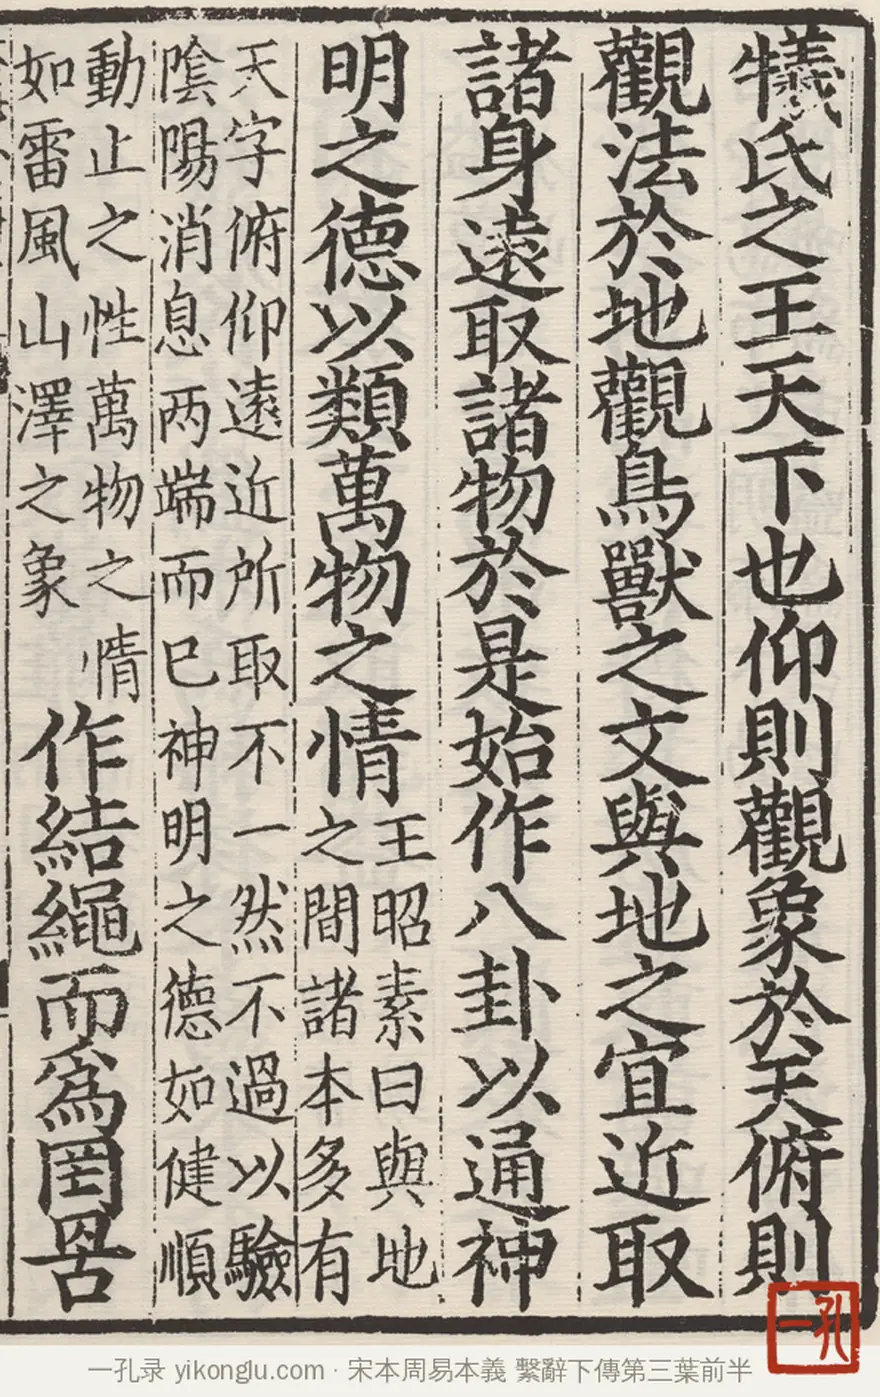 犧氏之王天下也仰則觀象於天俯則
觀法於地觀鳥獸之文與地之宜近取
諸身遠取諸物於是始作八卦以通神
明之德以類萬物之情
王昭素曰與地
之間諸本多有
天字俯仰遠近所取不一然不過以驗
陰陽消息两端而巳神明之德如健順
動止之性萬物之情
如雷風山澤之象
作結繩而爲罔罟
一孔
一孔录 yikonglu.com · 宋本周易本義 繫辭下傳第三葉前半